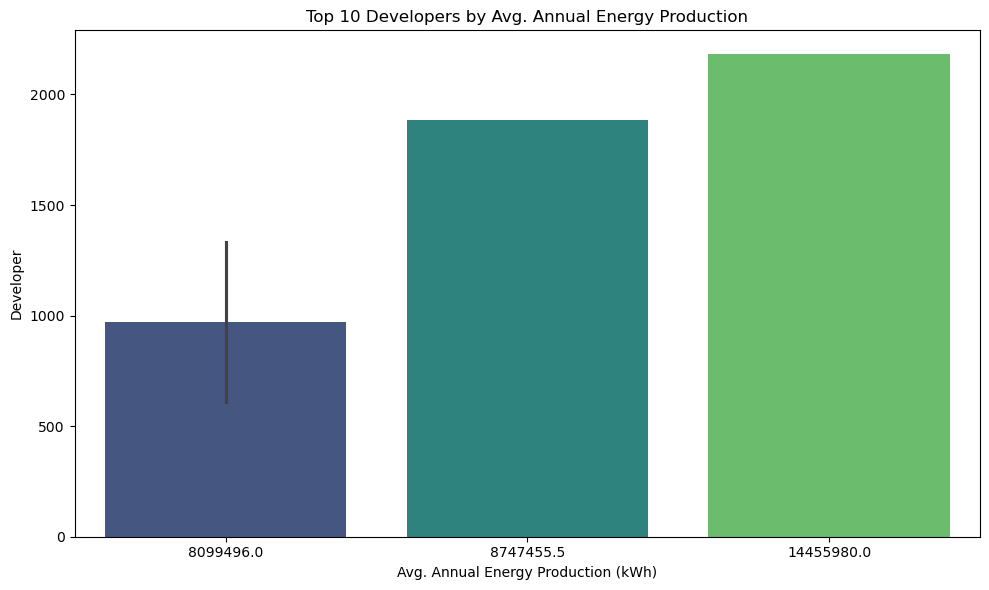 Top 10 Developers by Avg. Annual Energy Production
2000
1500
1000
500
0
Developer
8099496.0 8747455.5 14455980.0
Avg. Annual Energy Production (kWh)